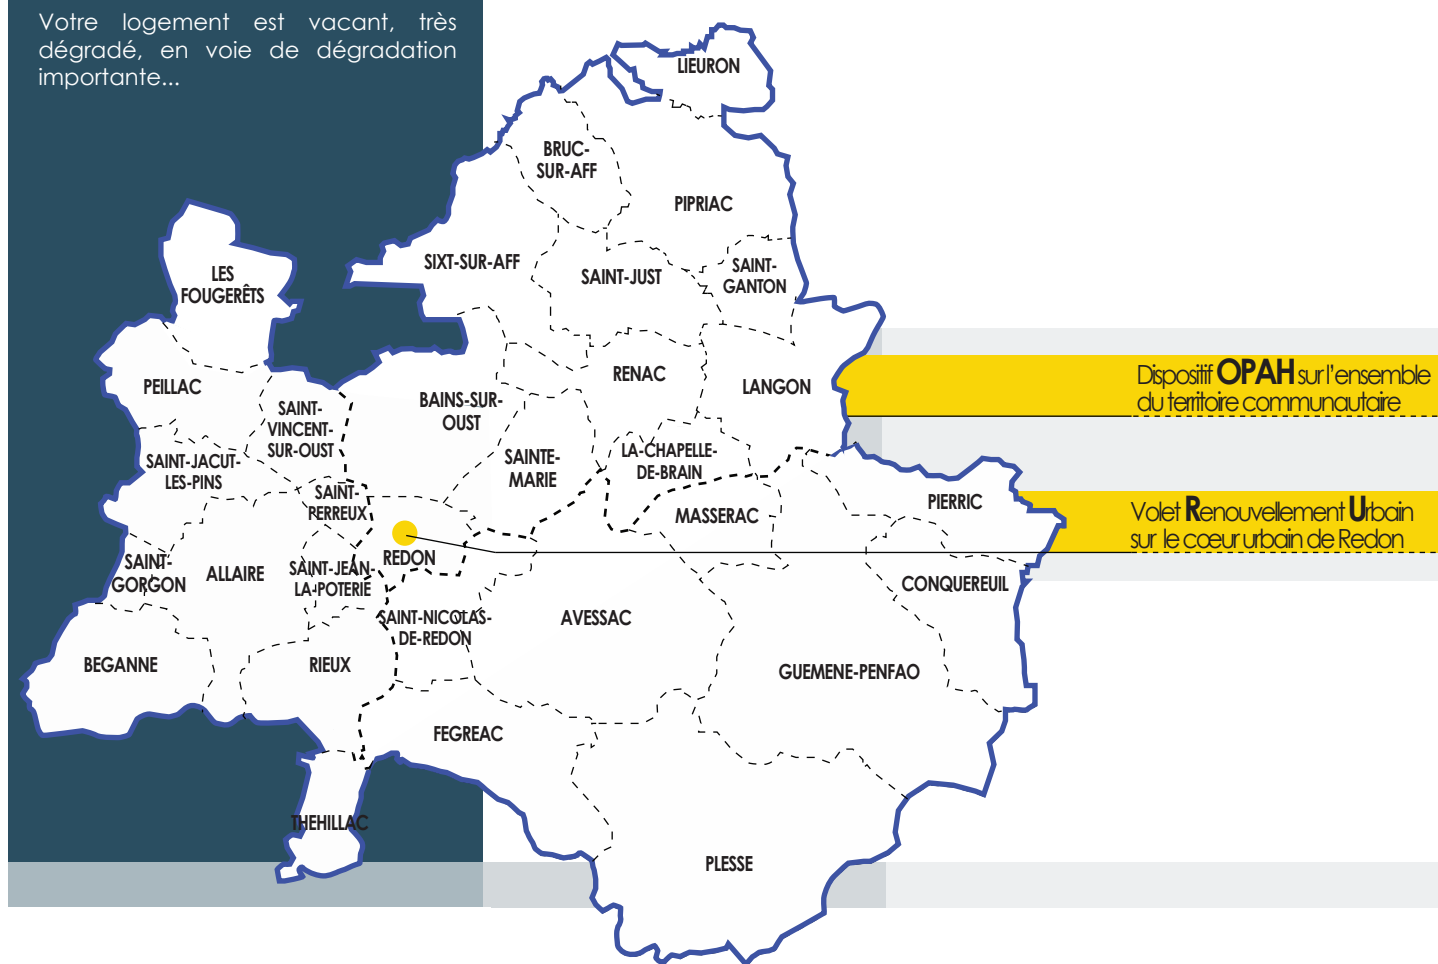 Votre logement est vacant, très
dégradé, en voie de dégradation
importante...
LIEURON
BRUC-
SUR-AFF
PIPRIAC
SIXT-SUR-AFF
SAINT-JUST
SAINT-
GANTON
LES
FOUGERÊTS
PEILLAC
SAINT-
VINCENT-
SUR-OUST
BAINS-SUR-
OUST
RENAC
LANGON
Dispositif OPAH sur l'ensemble
du territoire communautaire
SAINT-JACUT-
LES-PINS
SAINTE-
MARIE
LA-CHAPELLE-
DE-BRAIN
SAINT-
PERREUX
MASSERAC
PIERRIC
Volet Renouvellement Urbain
sur le coeur urbain de Redon
REDON
SAINT-
GORGON
ALLAIRE
SAINT-JEAN-
LA-POTERIE
CONQUEREUIL
SAINT-NICOLAS-
DE-REDON
AVESSAC
BEGANNE
RIEUX
GUEMENE-PENFAO
FEGREAC
THEHILLAC
PLESSE